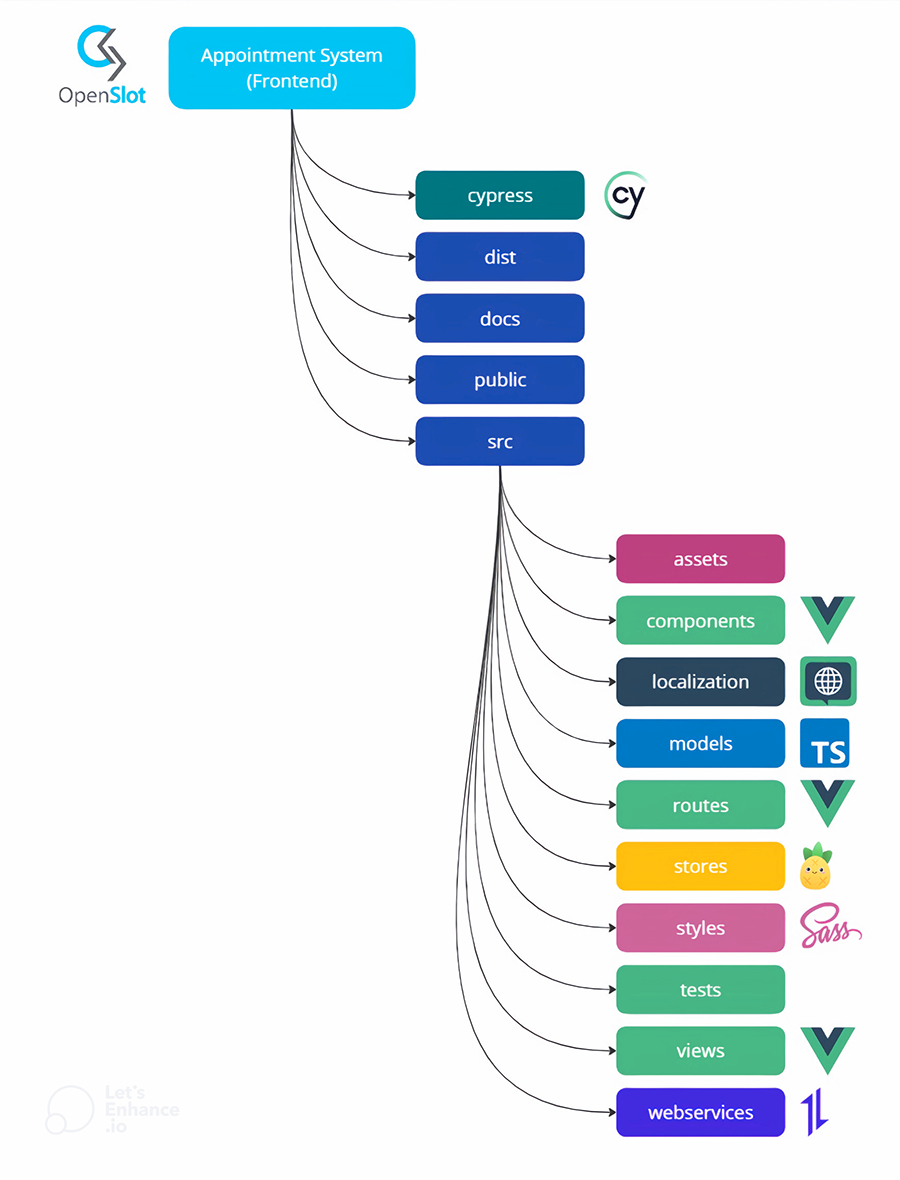 OpenSlot
Appointment System
(Frontend)
cypress
cy
dist
docs
public
src
assets
components
localization
models
TS
routes
stores
styles
Sass
tests
views
webservices
Let's
Enhance
.io